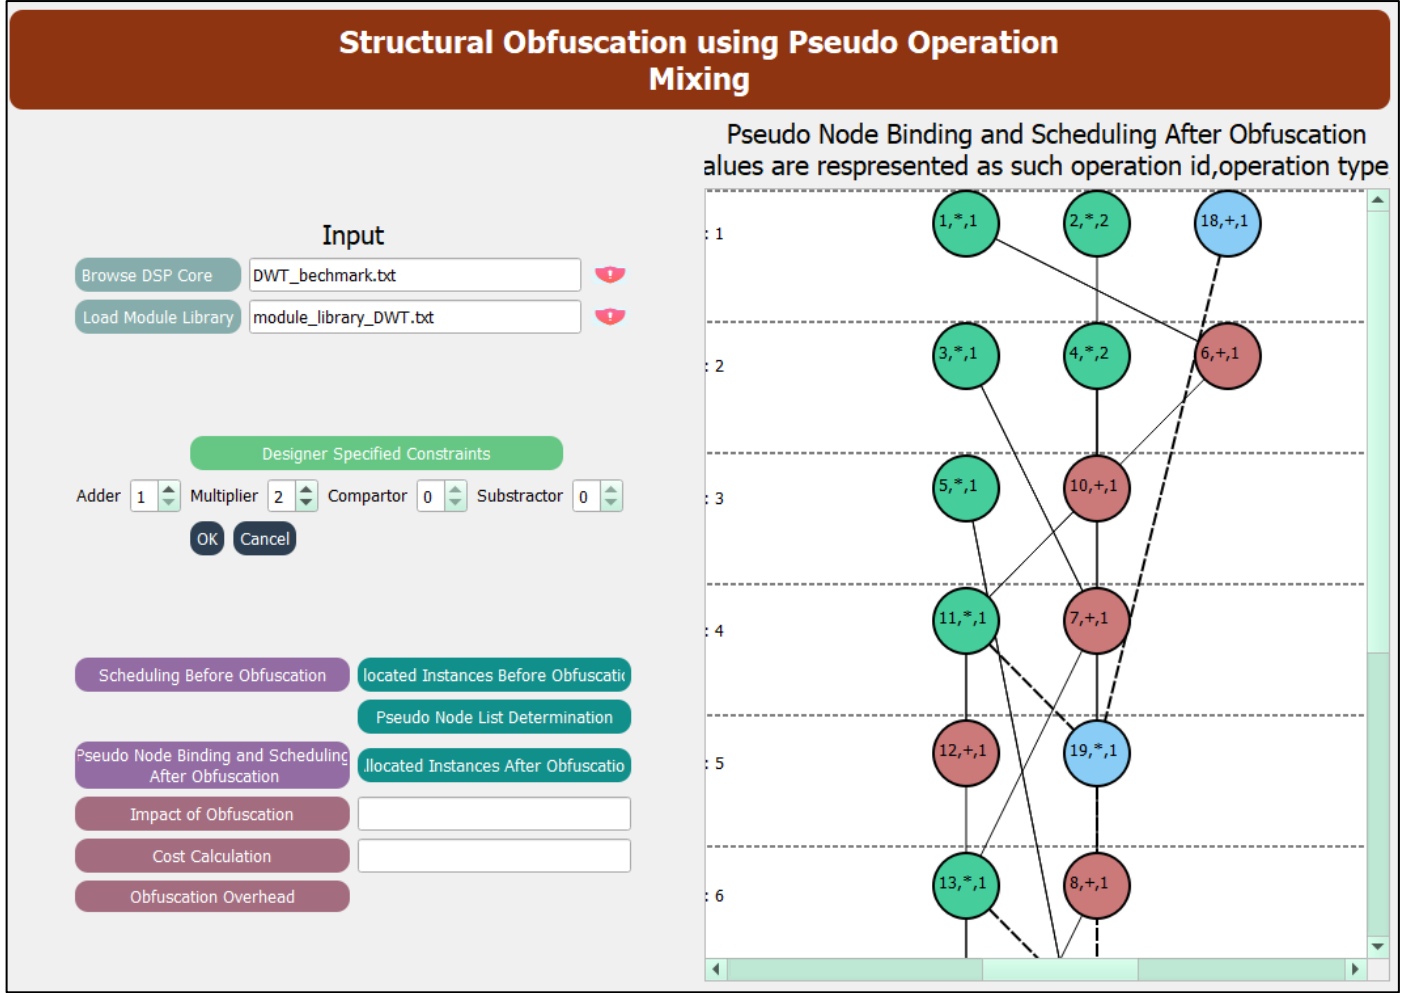 Structural Obfuscation using Pseudo Operation
Mixing
Input
Browse DSP Core DWT_bechmark.txt
Load Module Library module_library_DWT.txt
Designer Specified Constraints
Adder 1 Multiplier 2 Compartor 0 Substractor 0
OK Cancel
Scheduling Before Obfuscation located Instances Before Obfuscatio
Pseudo Node List Determination
Pseudo Node Binding and Scheduling
After Obfuscation
llocated Instances After Obfuscatio
Impact of Obfuscation
Cost Calculation
Obfuscation Overhead
Pseudo Node Binding and Scheduling After Obfuscation
alues are respresented as such operation id,operation type
: 1 1,*,1 2,*,2 18,+,1
: 2 3,*,1 4,*,2 6,+,1
: 3 5,*,1 10,+,1
: 4 11,*,1 7,+,1
: 5 12,+,1 19,*,1
: 6 13,*,1 8,+,1